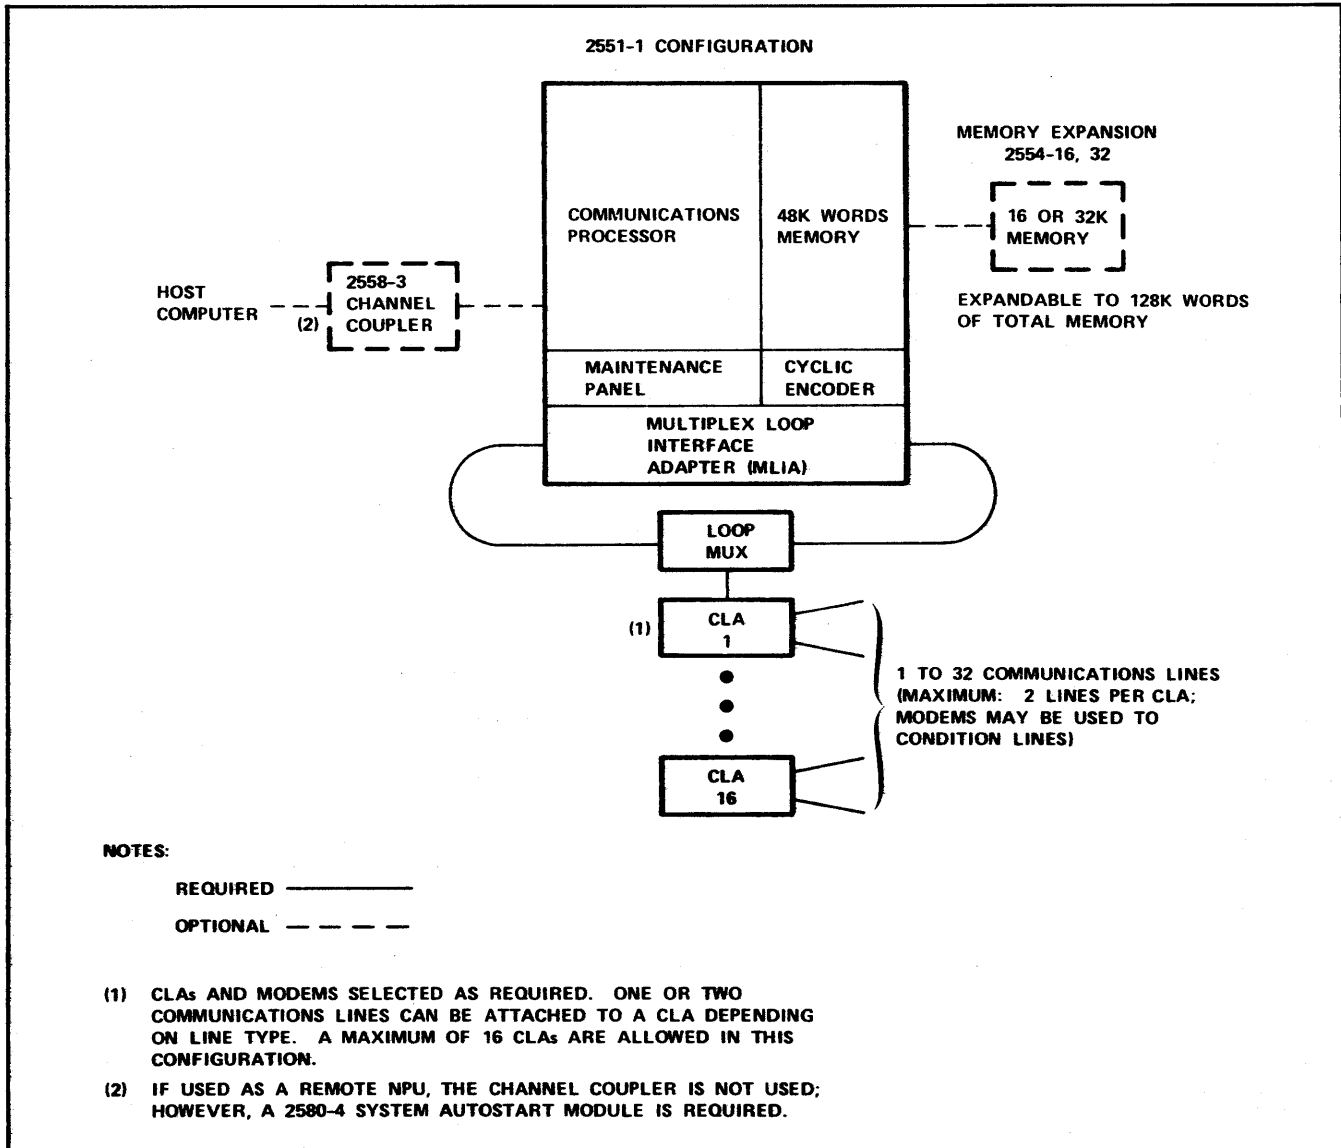 2551-1 CONFIGURATION
MEMORY EXPANSION
2554-16, 32
COMMUNICATIONS
PROCESSOR
48K WORDS
MEMORY
16 OR 32K
MEMORY
HOST
COMPUTER
(2)
2558-3
CHANNEL
COUPLER
EXPANDABLE TO 128K WORDS
OF TOTAL MEMORY
MAINTENANCE
PANEL
CYCLIC
ENCODER
MULTIPLEX LOOP
INTERFACE
ADAPTER (MLIA)
LOOP
MUX
(1)
CLA
1
1 TO 32 COMMUNICATIONS LINES
(MAXIMUM: 2 LINES PER CLA;
MODEMS MAY BE USED TO
CONDITION LINES)
CLA
16
NOTES:
REQUIRED
OPTIONAL
(1) CLAs AND MODEMS SELECTED AS REQUIRED. ONE OR TWO
COMMUNICATIONS LINES CAN BE ATTACHED TO A CLA DEPENDING
ON LINE TYPE. A MAXIMUM OF 16 CLAs ARE ALLOWED IN THIS
CONFIGURATION.
(2) IF USED AS A REMOTE NPU, THE CHANNEL COUPLER IS NOT USED;
HOWEVER, A 2580-4 SYSTEM AUTOSTART MODULE IS REQUIRED.